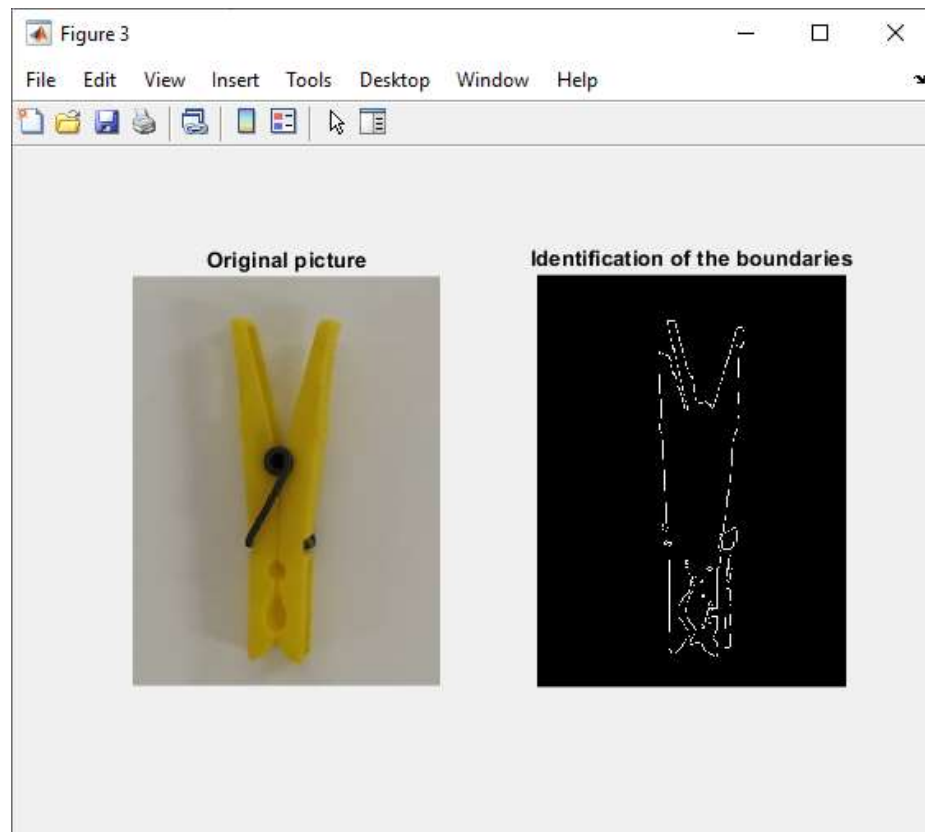 Figure 3
File Edit View Insert Tools Desktop Window Help
Original picture
Identification of the boundaries